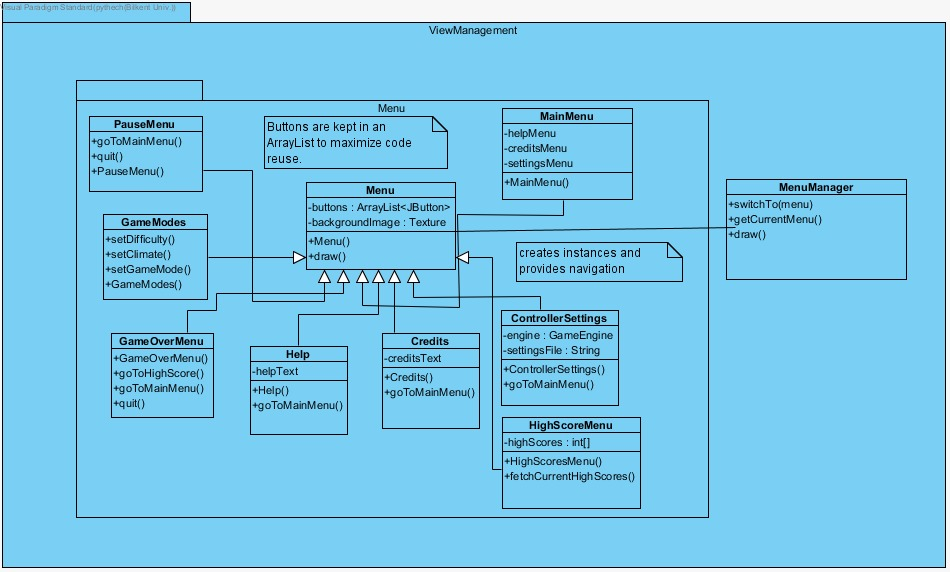 Visual Paradigm Standard(pythech(Bilkent Univ.))
ViewManagement
Menu
PauseMenu
+goToMainMenu()
+quit()
+PauseMenu()
Buttons are kept in an
ArrayList to maximize code
reuse.
MainMenu
-helpMenu
-creditsMenu
-settingsMenu
+MainMenu()
Menu
-buttons : ArrayList<JButton>
-backgroundImage : Texture
+Menu()
+draw()
MenuManager
+switchTo(menu)
+getCurrentMenu()
+draw()
GameModes
+setDifficulty()
+setClimate()
+setGameMode()
+GameModes()
creates instances and
provides navigation
GameOverMenu
+GameOverMenu()
+goToHighScore()
+goToMainMenu()
+quit()
Help
-helpText
+Help()
+goToMainMenu()
Credits
-creditsText
+Credits()
+goToMainMenu()
ControllerSettings
-engine : GameEngine
-settingsFile : String
+ControllerSettings()
+goToMainMenu()
HighScoreMenu
-highScores : int[]
+HighScoresMenu()
+fetchCurrentHighScores()